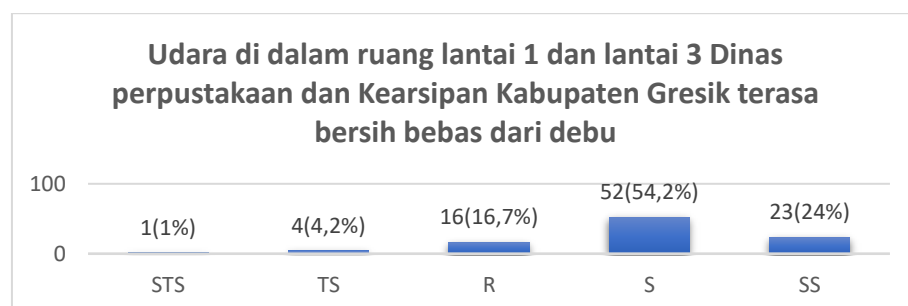 Udara di dalam ruang lantai 1 dan lantai 3 Dinas
perpustakaan dan Kearsipan Kabupaten Gresik terasa
bersih bebas dari debu
100
0
1(1%)
4(4,2%)
16(16,7%)
52(54,2%)
23(24%)
STS
TS
R
S
SS